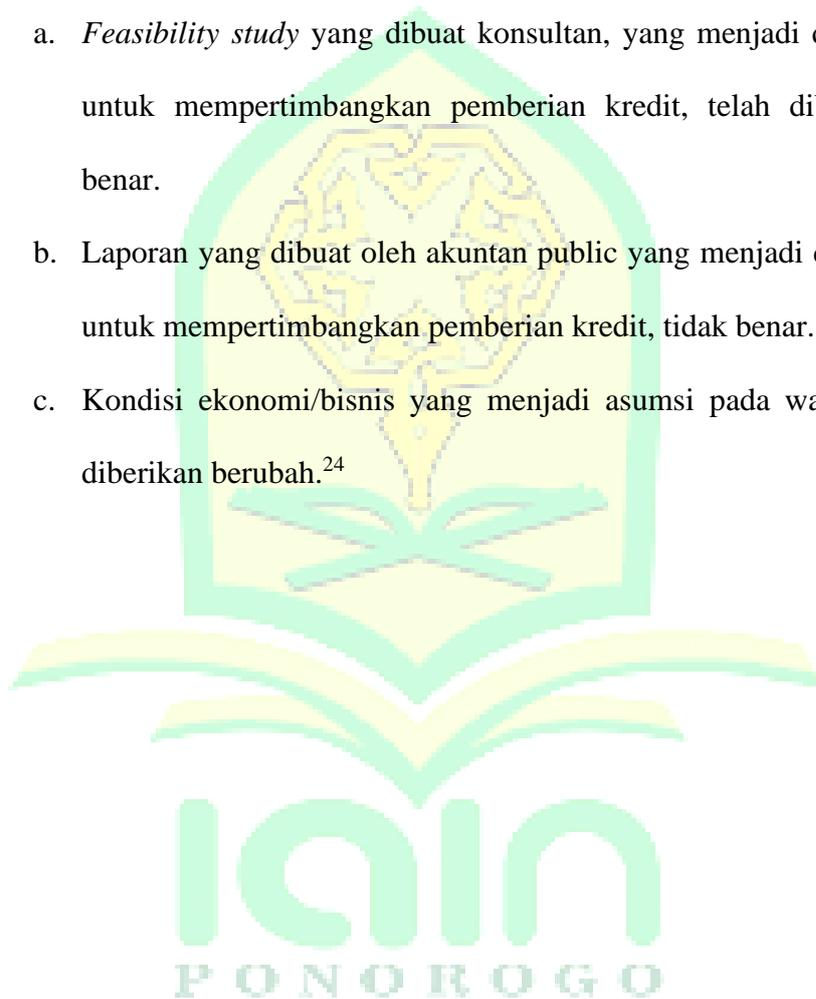 a. Feasibility study yang dibuat konsultan, yang menjadi
untuk mempertimbangkan pemberian kredit, telah
benar.
b. Laporan yang dibuat oleh akuntan public yang menjadi
untuk mempertimbangkan pemberian kredit, tidak benar.
c. Kondisi ekonomi/bisnis yang menjadi asumsi pada
diberikan berubah.24
IAIN
PONOROGO